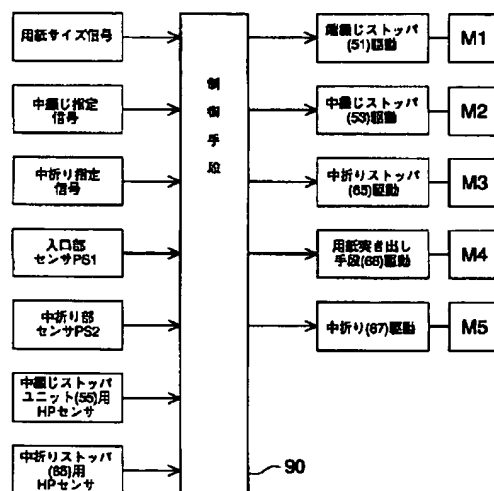 用紙サイズ信号
中綴じ指定
信号
中折り指定
信号
入口部
センサPS1
中折り部
センサPS2
中綴じストッパ
ユニット(55)用
HPセンサ
中折りストッパ
(65)用
HPセンサ
制御手段
90
端綴じストッパ
(51)駆動
M1
中綴じストッパ
(53)駆動
M2
中折りストッパ
(65)駆動
M3
用紙突き出し
手段(66)駆動
M4
中折り(67)駆動
M5